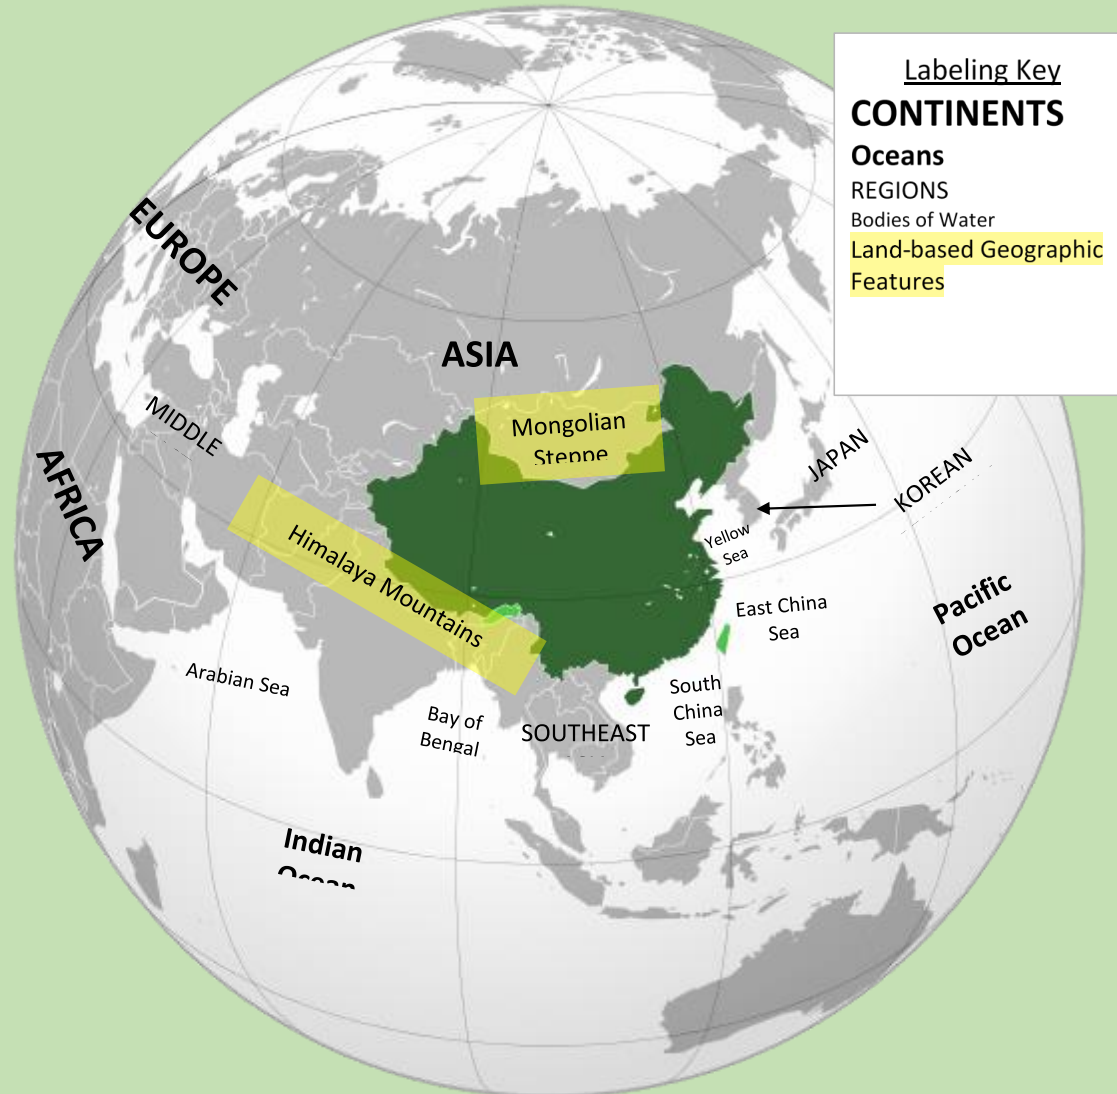 Labeling Key
CONTINENTS
Oceans
REGIONS
Bodies of Water
Land-based Geographic
Features
EUROPE
ASIA
MIDDLE
AFRICA
Mongolian
Steppe
Himalaya Mountains
JAPAN
KOREAN
Yellow
Sea
East China
Sea
Pacific
Ocean
Arabian Sea
Bay of
Bengal
SOUTHEAST
South
China
Sea
Indian
Ocean